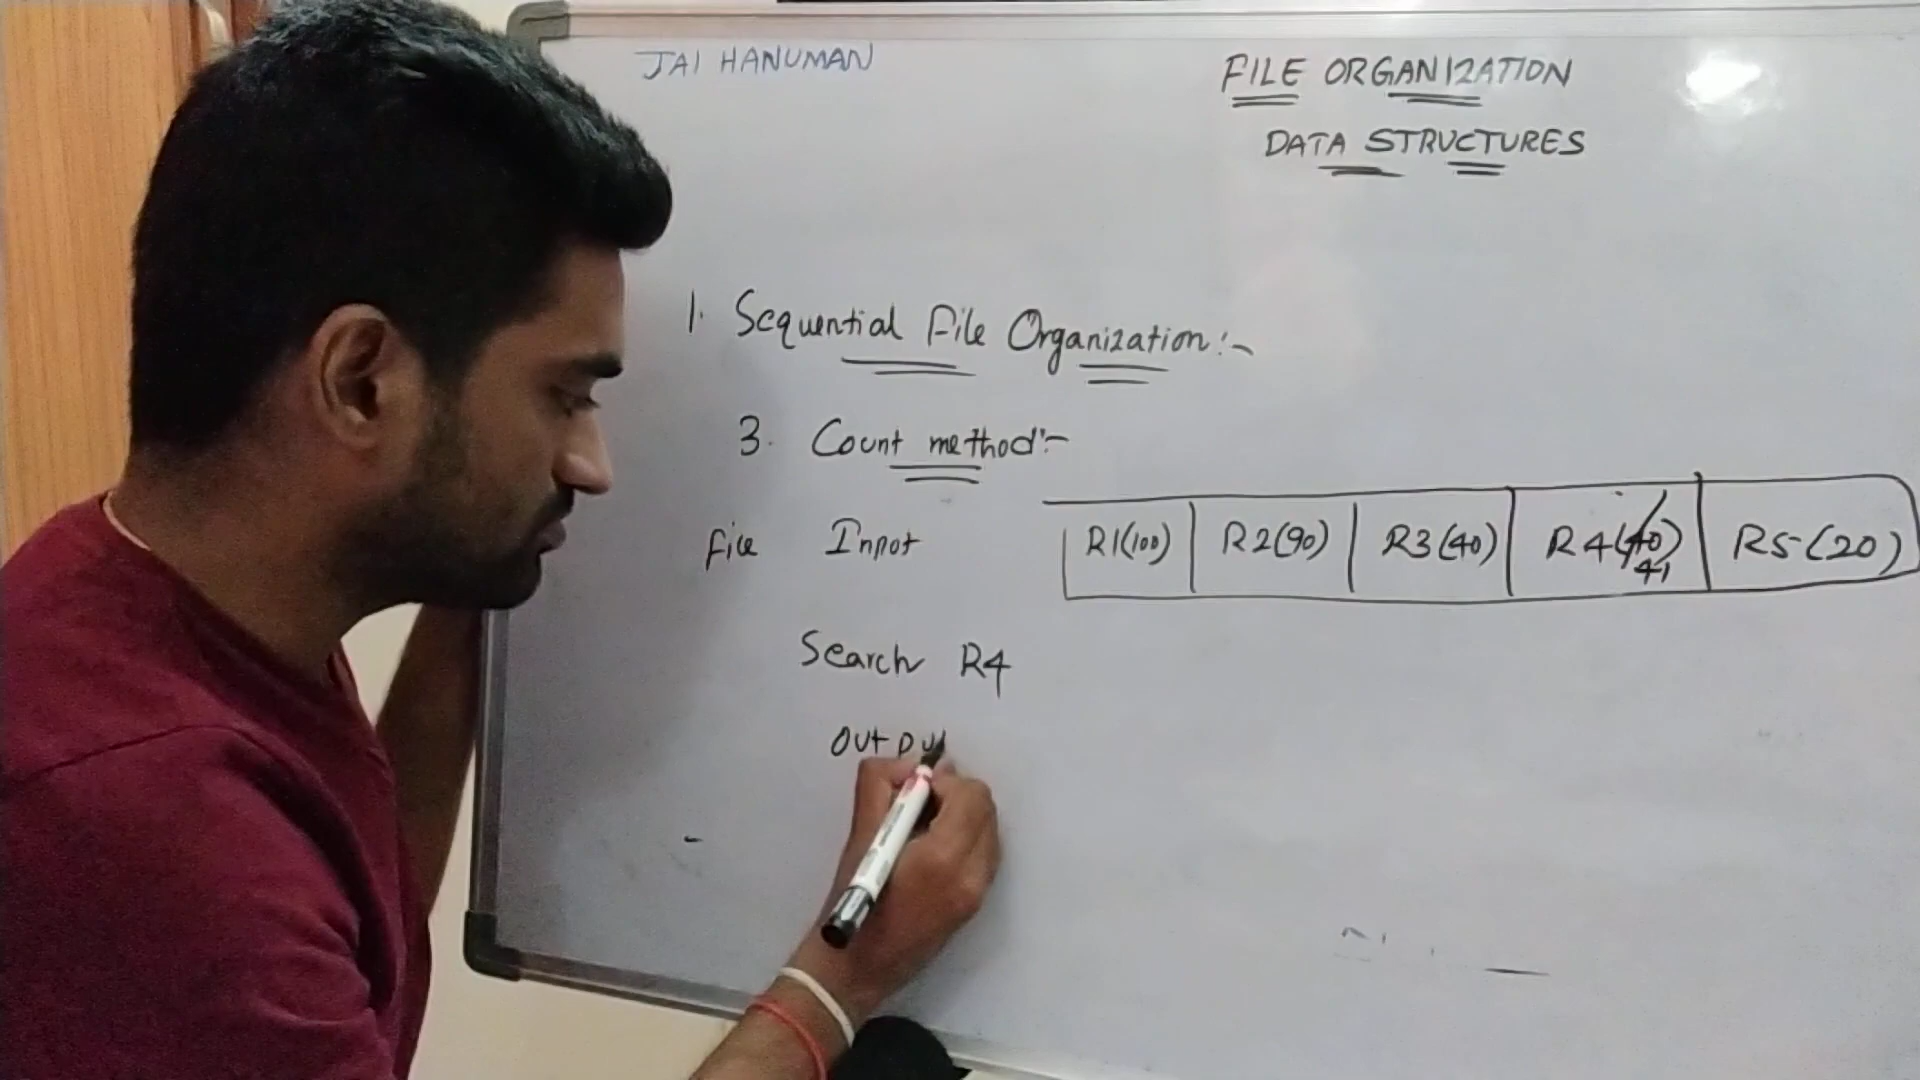 JAI HANUMAN
FILE ORGANIZATION
DATA STRUCTURES
1. Sequential File Organization:-
3. Count method:-
File Input R1(100) R2(90) R3(40) R4(40) R5(20)
41
Search R4
Outpu